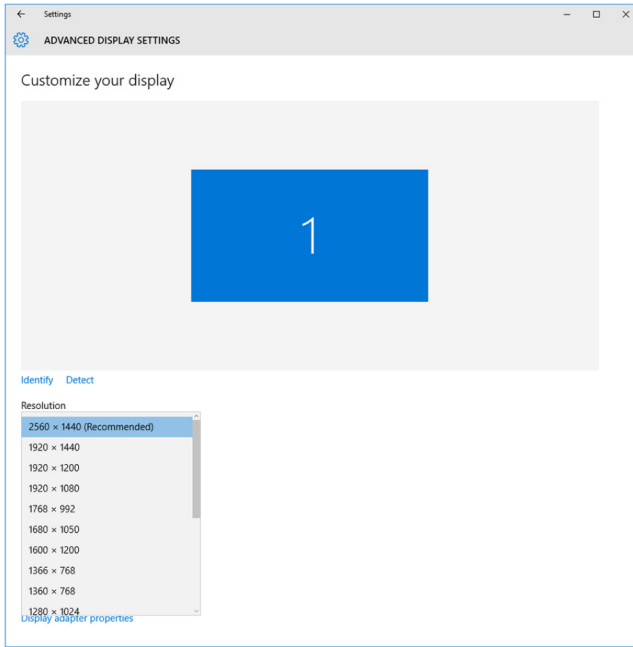 Settings
ADVANCED DISPLAY SETTINGS
Customize your display
1
Identify Detect
Resolution
2560 × 1440 (Recommended)
1920 × 1440
1920 × 1200
1920 × 1080
1768 × 992
1680 × 1050
1600 × 1200
1366 × 768
1360 × 768
1280 × 1024
Display adapter properties